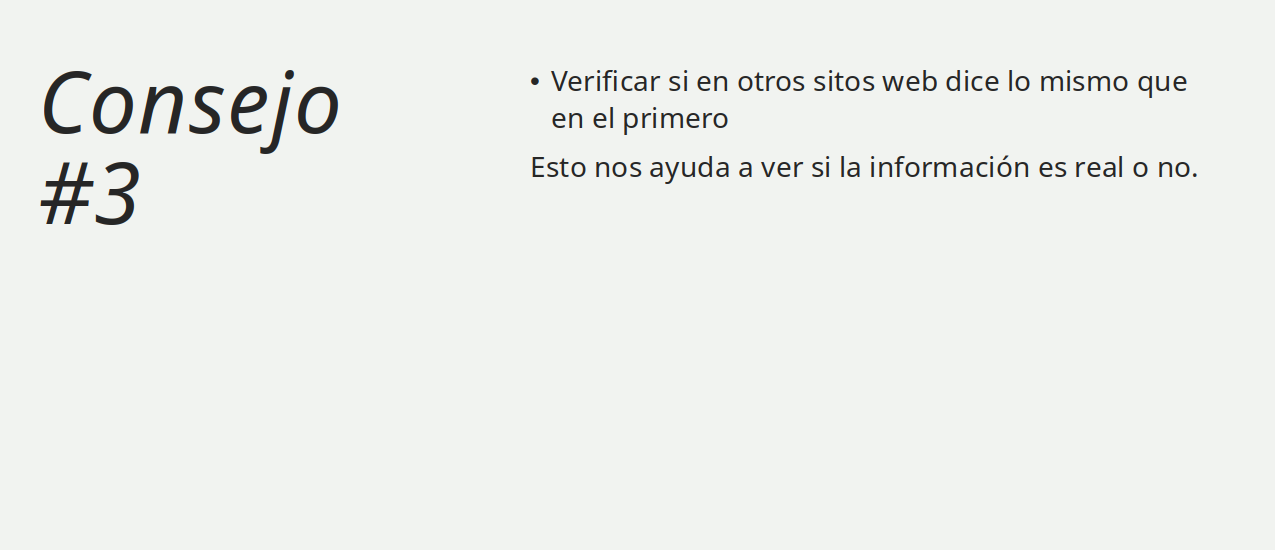 Consejo
#3
• Verificar si en otros sitos web dice lo mismo que
en el primero
Esto nos ayuda a ver si la información es real o no.